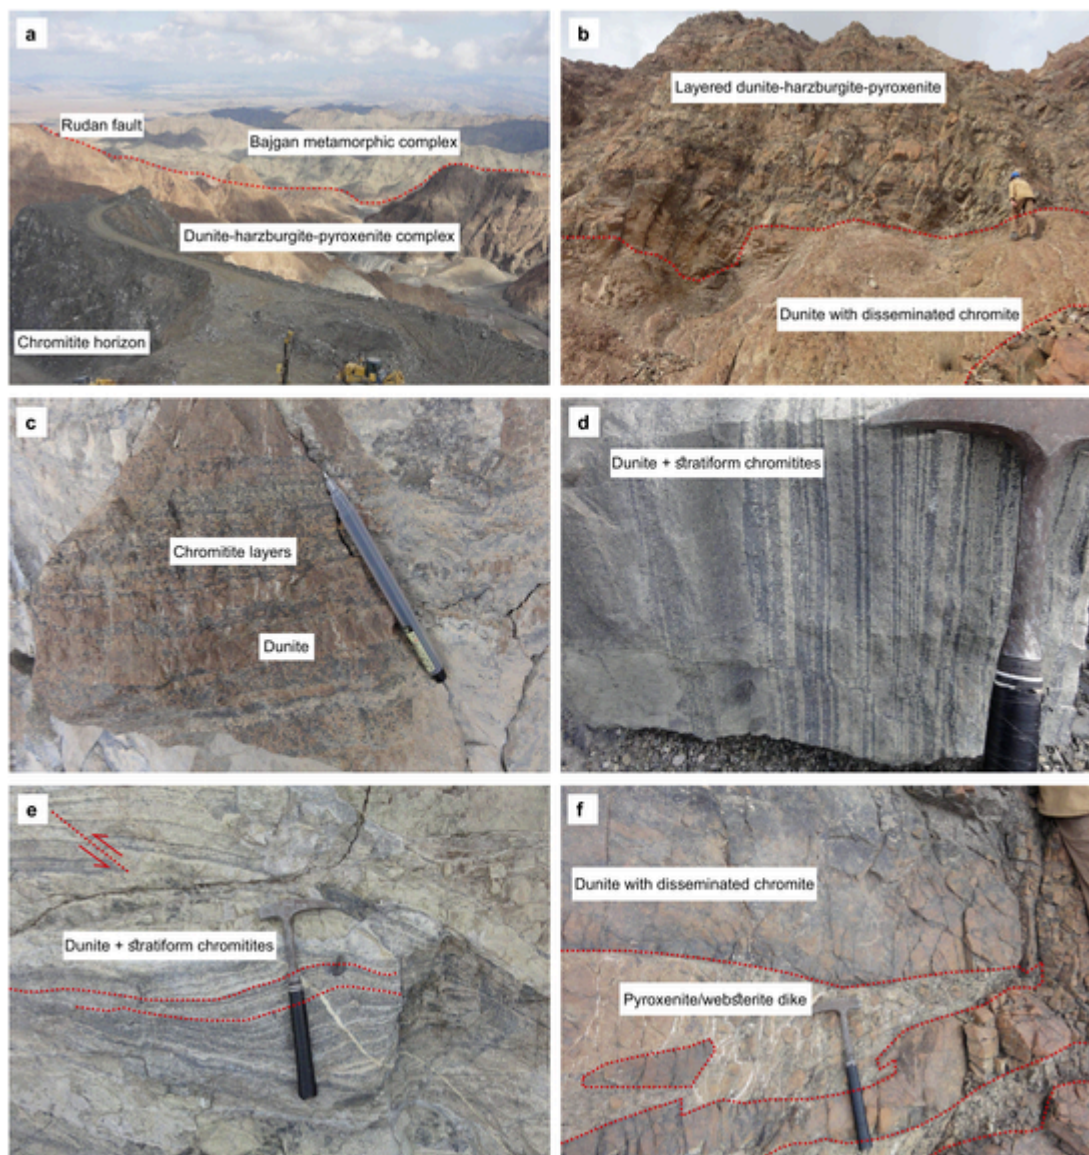 a
Rudan fault
Bajgan metamorphic complex
Dunite-harzburgite-pyroxenite complex
Chromitite horizon
b
Layered dunite-harzburgite-pyroxenite
Dunite with disseminated chromite
c
Chromitite layers
Dunite
d
Dunite + stratiform chromitites
e
Dunite + stratiform chromitites
f
Dunite with disseminated chromite
Pyroxenite/websterite dike